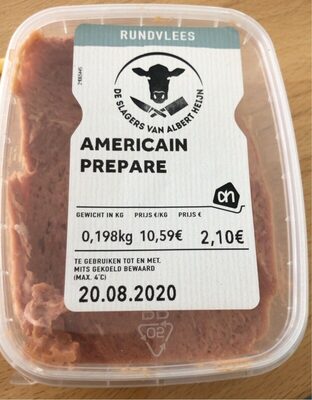 RUNDVLEES
DE SLAGERS VAN ALBERT HEIJN
AMERICAIN
PREPARE
ah
GEWICHT IN KG PRIJS €/KG PRIJS €
0,198kg 10,59€ 2,10€
TE GEBRUIKEN TOT EN MET.
MITS GEKOELD BEWAARD
(MAX. 4°C)
20.08.2020